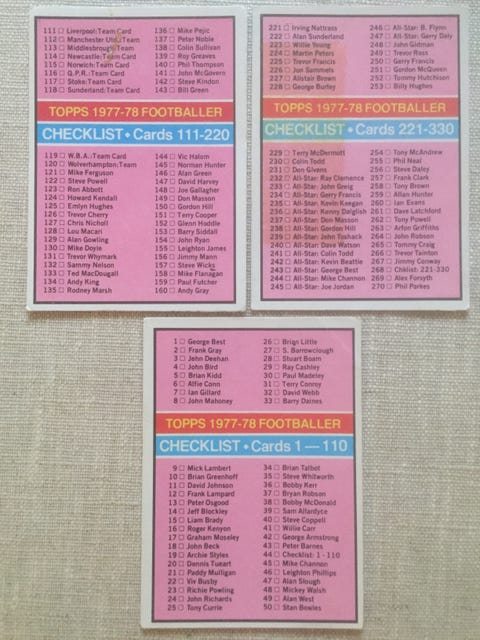 111 Liverpool:Team Card
112 Manchester Utd.:Team
113 Middlesbrough:Team
114 Newcastle:Team Card
115 Norwich:Team Card
116 Q.P.R.:Team Card
117 Stoke:Team Card
118 Sunderland:Team Card
136 Mike Pejic
137 Peter Noble
138 Colin Sullivan
139 Roy Greaves
140 Phil Thompson
141 John McGovern
142 Steve Kindon
143 Bill Green
TOPPS 1977-78 FOOTBALLER
CHECKLIST • Cards 111-220
119 W.B.A.:Team Card
120 Wolverhampton:Team
121 Mike Ferguson
122 Steve Powell
123 Ron Abbott
124 Howard Kendall
125 Emlyn Hughes
126 Trevor Cherry
127 Chris Nicholl
128 Lou Macari
129 Alan Gowling
130 Mike Doyle
131 Trevor Whymark
132 Sammy Nelson
133 Ted MacDougall
134 Andy King
135 Rodney Marsh
144 Vic Halom
145 Norman Hunter
146 Alan Green
147 David Harvey
148 Joe Gallagher
149 Don Masson
150 Gordon Hill
151 Terry Cooper
152 Glenn Hoddle
153 Barry Siddall
154 John Ryan
155 Leighton James
156 Jimmy Mann
157 Steve Wicks
158 Mike Flanagan
159 Paul Futcher
160 Andy Gray
221 Irving Nattrass
222 Alan Sunderland
223 Willie Young
224 Martin Peters
225 Trevor Francis
226 Jon Sammels
227 Alistair Brown
228 George Burley
246 All-Star: B. Flynn
247 All-Star: Gerry Daly
248 John Gidman
249 Trevor Ross
250 Gerry Francis
251 Gordon McQueen
252 Tommy Hutchison
253 Billy Hughes
TOPPS 1977-78 FOOTBALLER
CHECKLIST • Cards 221-330
229 Terry McDermott
230 Colin Todd
231 Don Givens
232 All-Star: Ray Clemence
233 All-Star: John Greig
234 All-Star: Gerry Francis
235 All-Star: Kevin Keegan
236 All-Star: Kenny Dalglish
237 All-Star: Don Masson
238 All-Star: Gordon Hill
239 All-Star: John Toshack
240 All-Star: Dave Watson
241 All-Star: Colin Todd
242 All-Star: Kevin Beattie
243 All-Star: George Best
244 All-Star: Mick Channon
245 All-Star: Joe Jordan
254 Tony McAndrew
255 Phil Neal
256 Steve Daley
257 Frank Clark
258 Tony Brown
259 Allan Hunter
260 Ian Evans
261 Dave Latchford
262 Tony Powell
263 Arfon Griffiths
264 John Robson
265 Tommy Craig
266 Trevor Tainton
267 Jimmy Conway
268 Chklist: 221-330
269 Alex Forsyth
270 Phil Parkes
1 George Best
2 Frank Gray
3 John Deehan
4 John Bird
5 Brian Kidd
6 Alfie Conn
7 Ian Gillard
8 John Mahoney
26 Brian Little
27 S. Barrowclough
28 Stuart Boam
29 Ray Cashley
30 Paul Madeley
31 Terry Conroy
32 David Webb
33 Barry Daines
TOPPS 1977-78 FOOTBALLER
CHECKLIST • Cards 1 — 110
9 Mick Lambert
10 Brian Greenhoff
11 David Johnson
12 Frank Lampard
13 Peter Osgood
14 Jeff Blockley
15 Liam Brady
16 Roger Kenyon
17 Graham Moseley
18 John Beck
19 Archie Styles
20 Dennis Tueart
21 Paddy Mulligan
22 Viv Busby
23 Richie Powling
24 John Richards
25 Tony Currie
34 Brian Talbot
35 Steve Whitworth
36 Bobby Kerr
37 Bryan Robson
38 Bobby McDonald
39 Sam Allardyce
40 Steve Coppell
41 Willie Carr
42 George Armstrong
43 Peter Barnes
44 Checklist: 1 - 110
45 Mike Channon
46 Leighton Phillips
47 Alan Slough
48 Mickey Walsh
49 Alan West
50 Stan Bowles